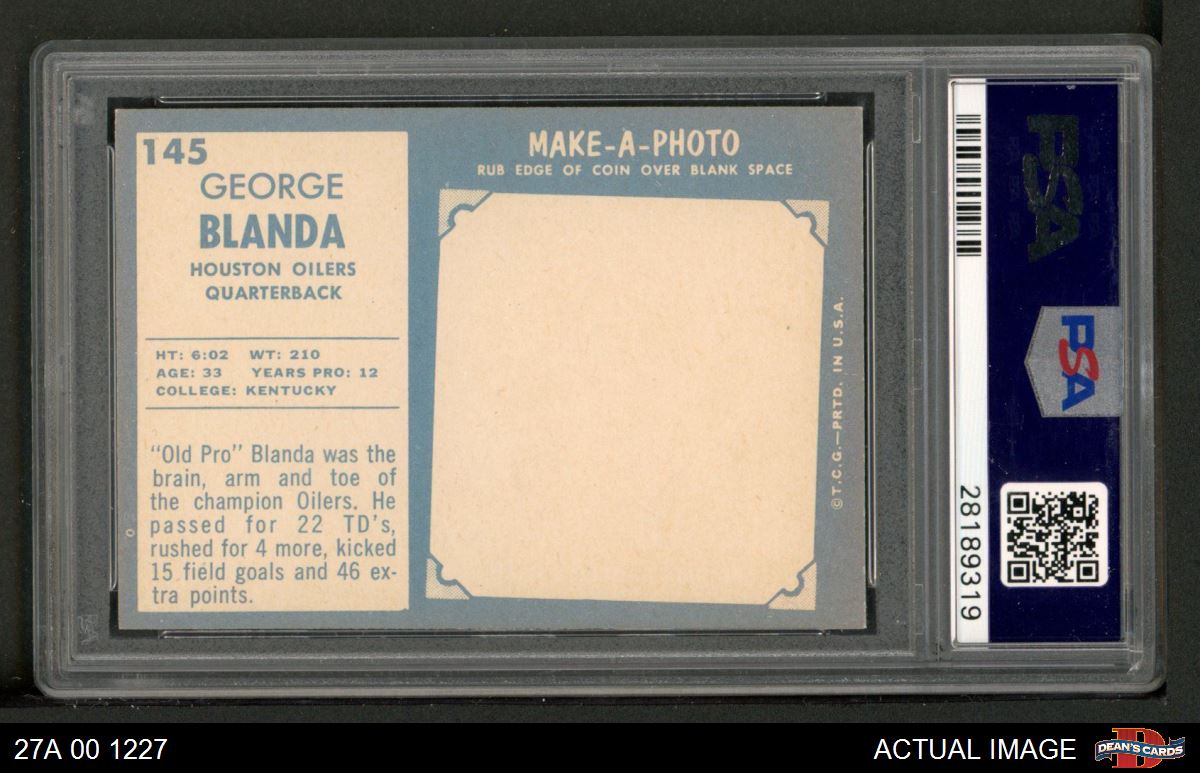 145
GEORGE
BLANDA
HOUSTON OILERS
QUARTERBACK
HT: 6:02 WT: 210
AGE: 33 YEARS PRO: 12
COLLEGE: KENTUCKY
"Old Pro" Blanda was the
brain, arm and toe of
the champion Oilers. He
passed for 22 TD's,
rushed for 4 more, kicked
15 field goals and 46 ex-
tra points.
MAKE-A-PHOTO
RUB EDGE OF COIN OVER BLANK SPACE
©T.C.G.—PRTD. IN U.S.A.
PSA
PSA
28189319
27A 00 1227
ACTUAL IMAGE
D
DEAN'S CARDS